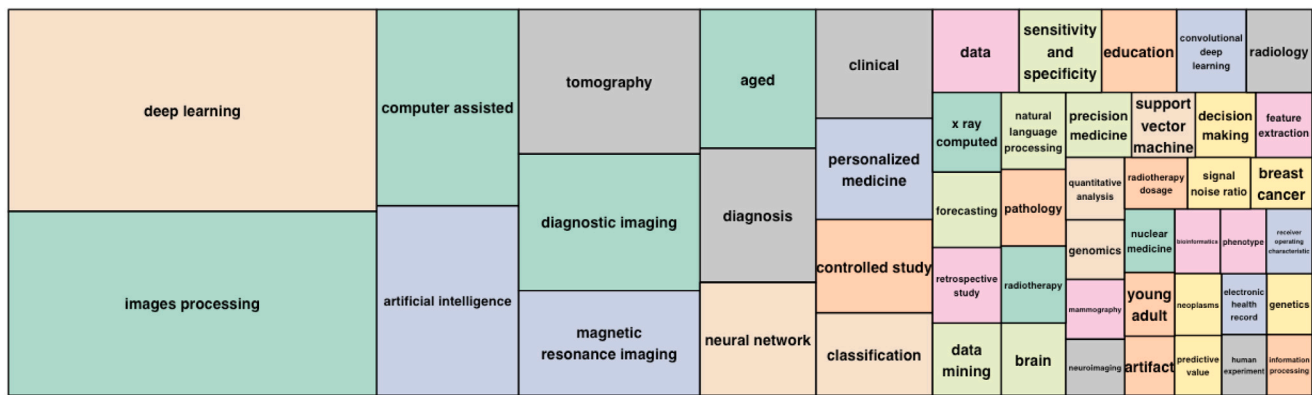 deep learning
images processing
computer assisted
artificial intelligence
tomography
diagnostic imaging
magnetic
resonance imaging
aged
diagnosis
neural network
clinical
personalized
medicine
controlled study
classification
data
sensitivity
and
specificity
education
convolutional
deep
learning
radiology
x ray
computed
natural
language
processing
precision
medicine
support
vector
machine
decision
making
feature
extraction
forecasting
pathology
quantitative
analysis
radiotherapy
dosage
signal
noise ratio
breast
cancer
retrospective
study
radiotherapy
genomics
nuclear
medicine
bioinformatics
phenotype
receiver
operating
characteristic
mammography
young
adult
neoplasms
electronic
health
record
genetics
data
mining
brain
neuroimaging
artifact
predictive
value
human
experiment
information
processing